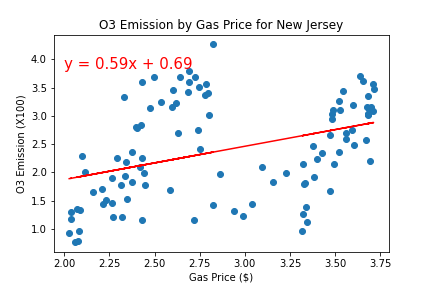 O3 Emission by Gas Price for New Jersey
y = 0.59x + 0.69
O3 Emission (X100)
4.0
3.5
3.0
2.5
2.0
1.5
1.0
2.00 2.25 2.50 2.75 3.00 3.25 3.50 3.75
Gas Price ($)